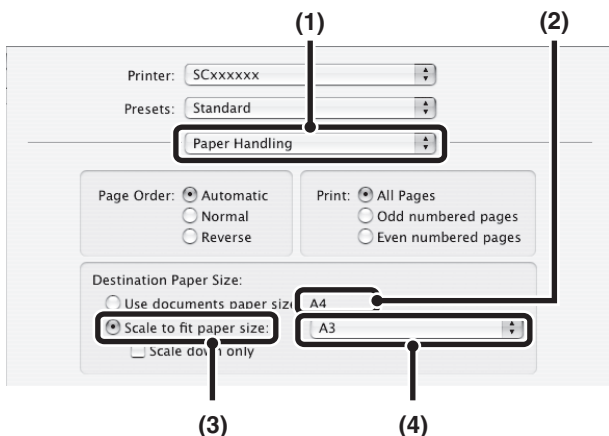 (1) (2)
Printer: SCxxxxxx
Presets: Standard
Paper Handling
Page Order: Automatic Print: All Pages
Normal Odd numbered pages
Reverse Even numbered pages
Destination Paper Size:
Use documents paper size A4
Scale to fit paper size: A3
Scale down only
(3) (4)